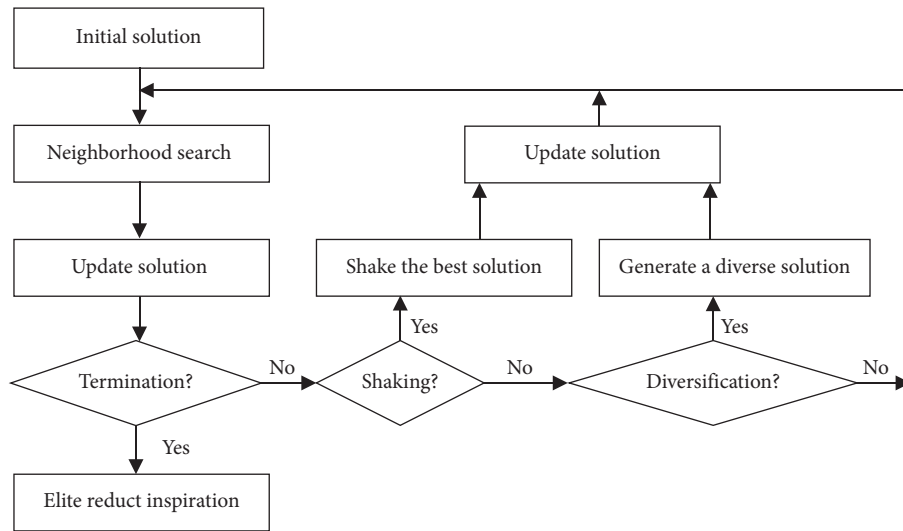 Initial solution
Neighborhood search
Update solution
Update solution
Shake the best solution
Generate a diverse solution
Yes
Yes
Termination?
No
Shaking?
No
Diversification?
No
Yes
Elite reduct inspiration